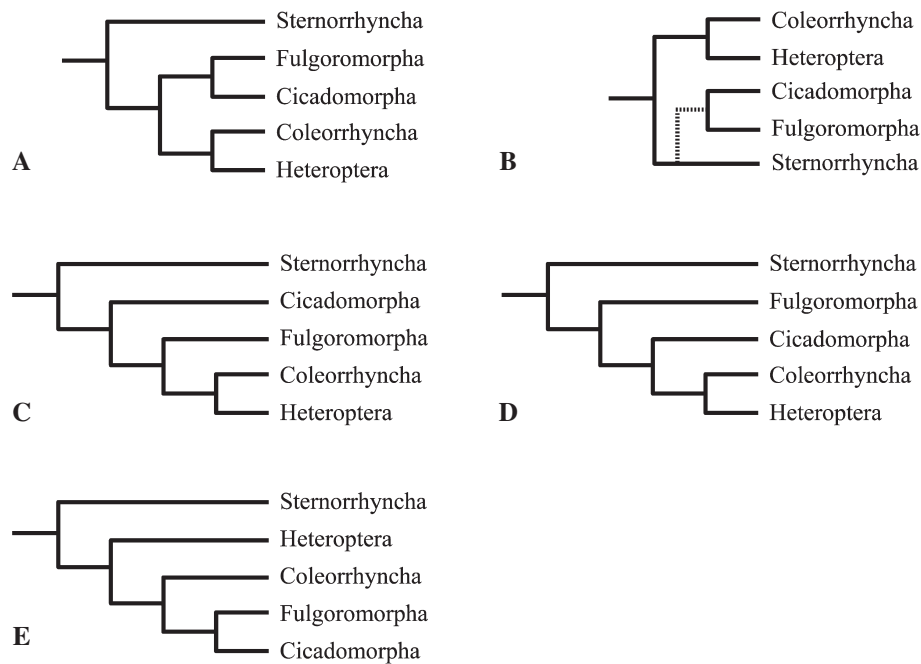 Sternorrhyncha
Fulgoromorpha
Cicadomorpha
Coleorrhyncha
Heteroptera
A
Coleorrhyncha
Heteroptera
Cicadomorpha
Fulgoromorpha
Sternorrhyncha
B
Sternorrhyncha
Cicadomorpha
Fulgoromorpha
Coleorrhyncha
Heteroptera
C
Sternorrhyncha
Fulgoromorpha
Cicadomorpha
Coleorrhyncha
Heteroptera
D
Sternorrhyncha
Heteroptera
Coleorrhyncha
Fulgoromorpha
Cicadomorpha
E